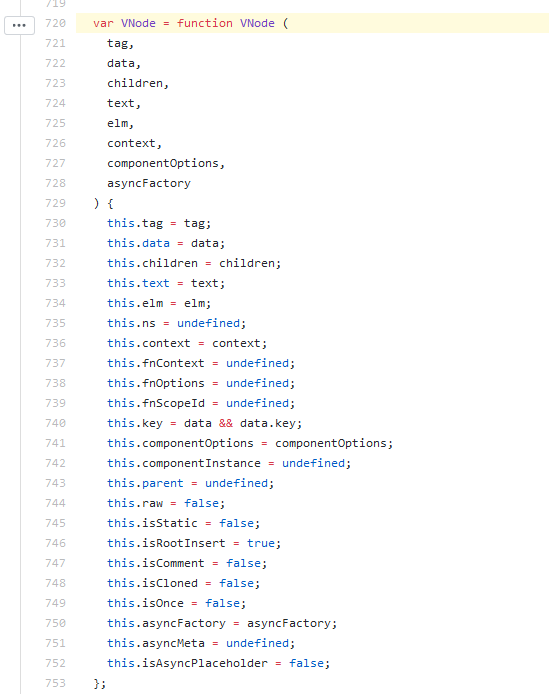 719
720 var VNode = function VNode (
721 tag,
722 data,
723 children,
724 text,
725 elm,
726 context,
727 componentOptions,
728 asyncFactory
729 ) {
730 this.tag = tag;
731 this.data = data;
732 this.children = children;
733 this.text = text;
734 this.elm = elm;
735 this.ns = undefined;
736 this.context = context;
737 this.fnContext = undefined;
738 this.fnOptions = undefined;
739 this.fnScopeId = undefined;
740 this.key = data && data.key;
741 this.componentOptions = componentOptions;
742 this.componentInstance = undefined;
743 this.parent = undefined;
744 this.raw = false;
745 this.isStatic = false;
746 this.isRootInsert = true;
747 this.isComment = false;
748 this.isCloned = false;
749 this.isOnce = false;
750 this.asyncFactory = asyncFactory;
751 this.asyncMeta = undefined;
752 this.isAsyncPlaceholder = false;
753 };